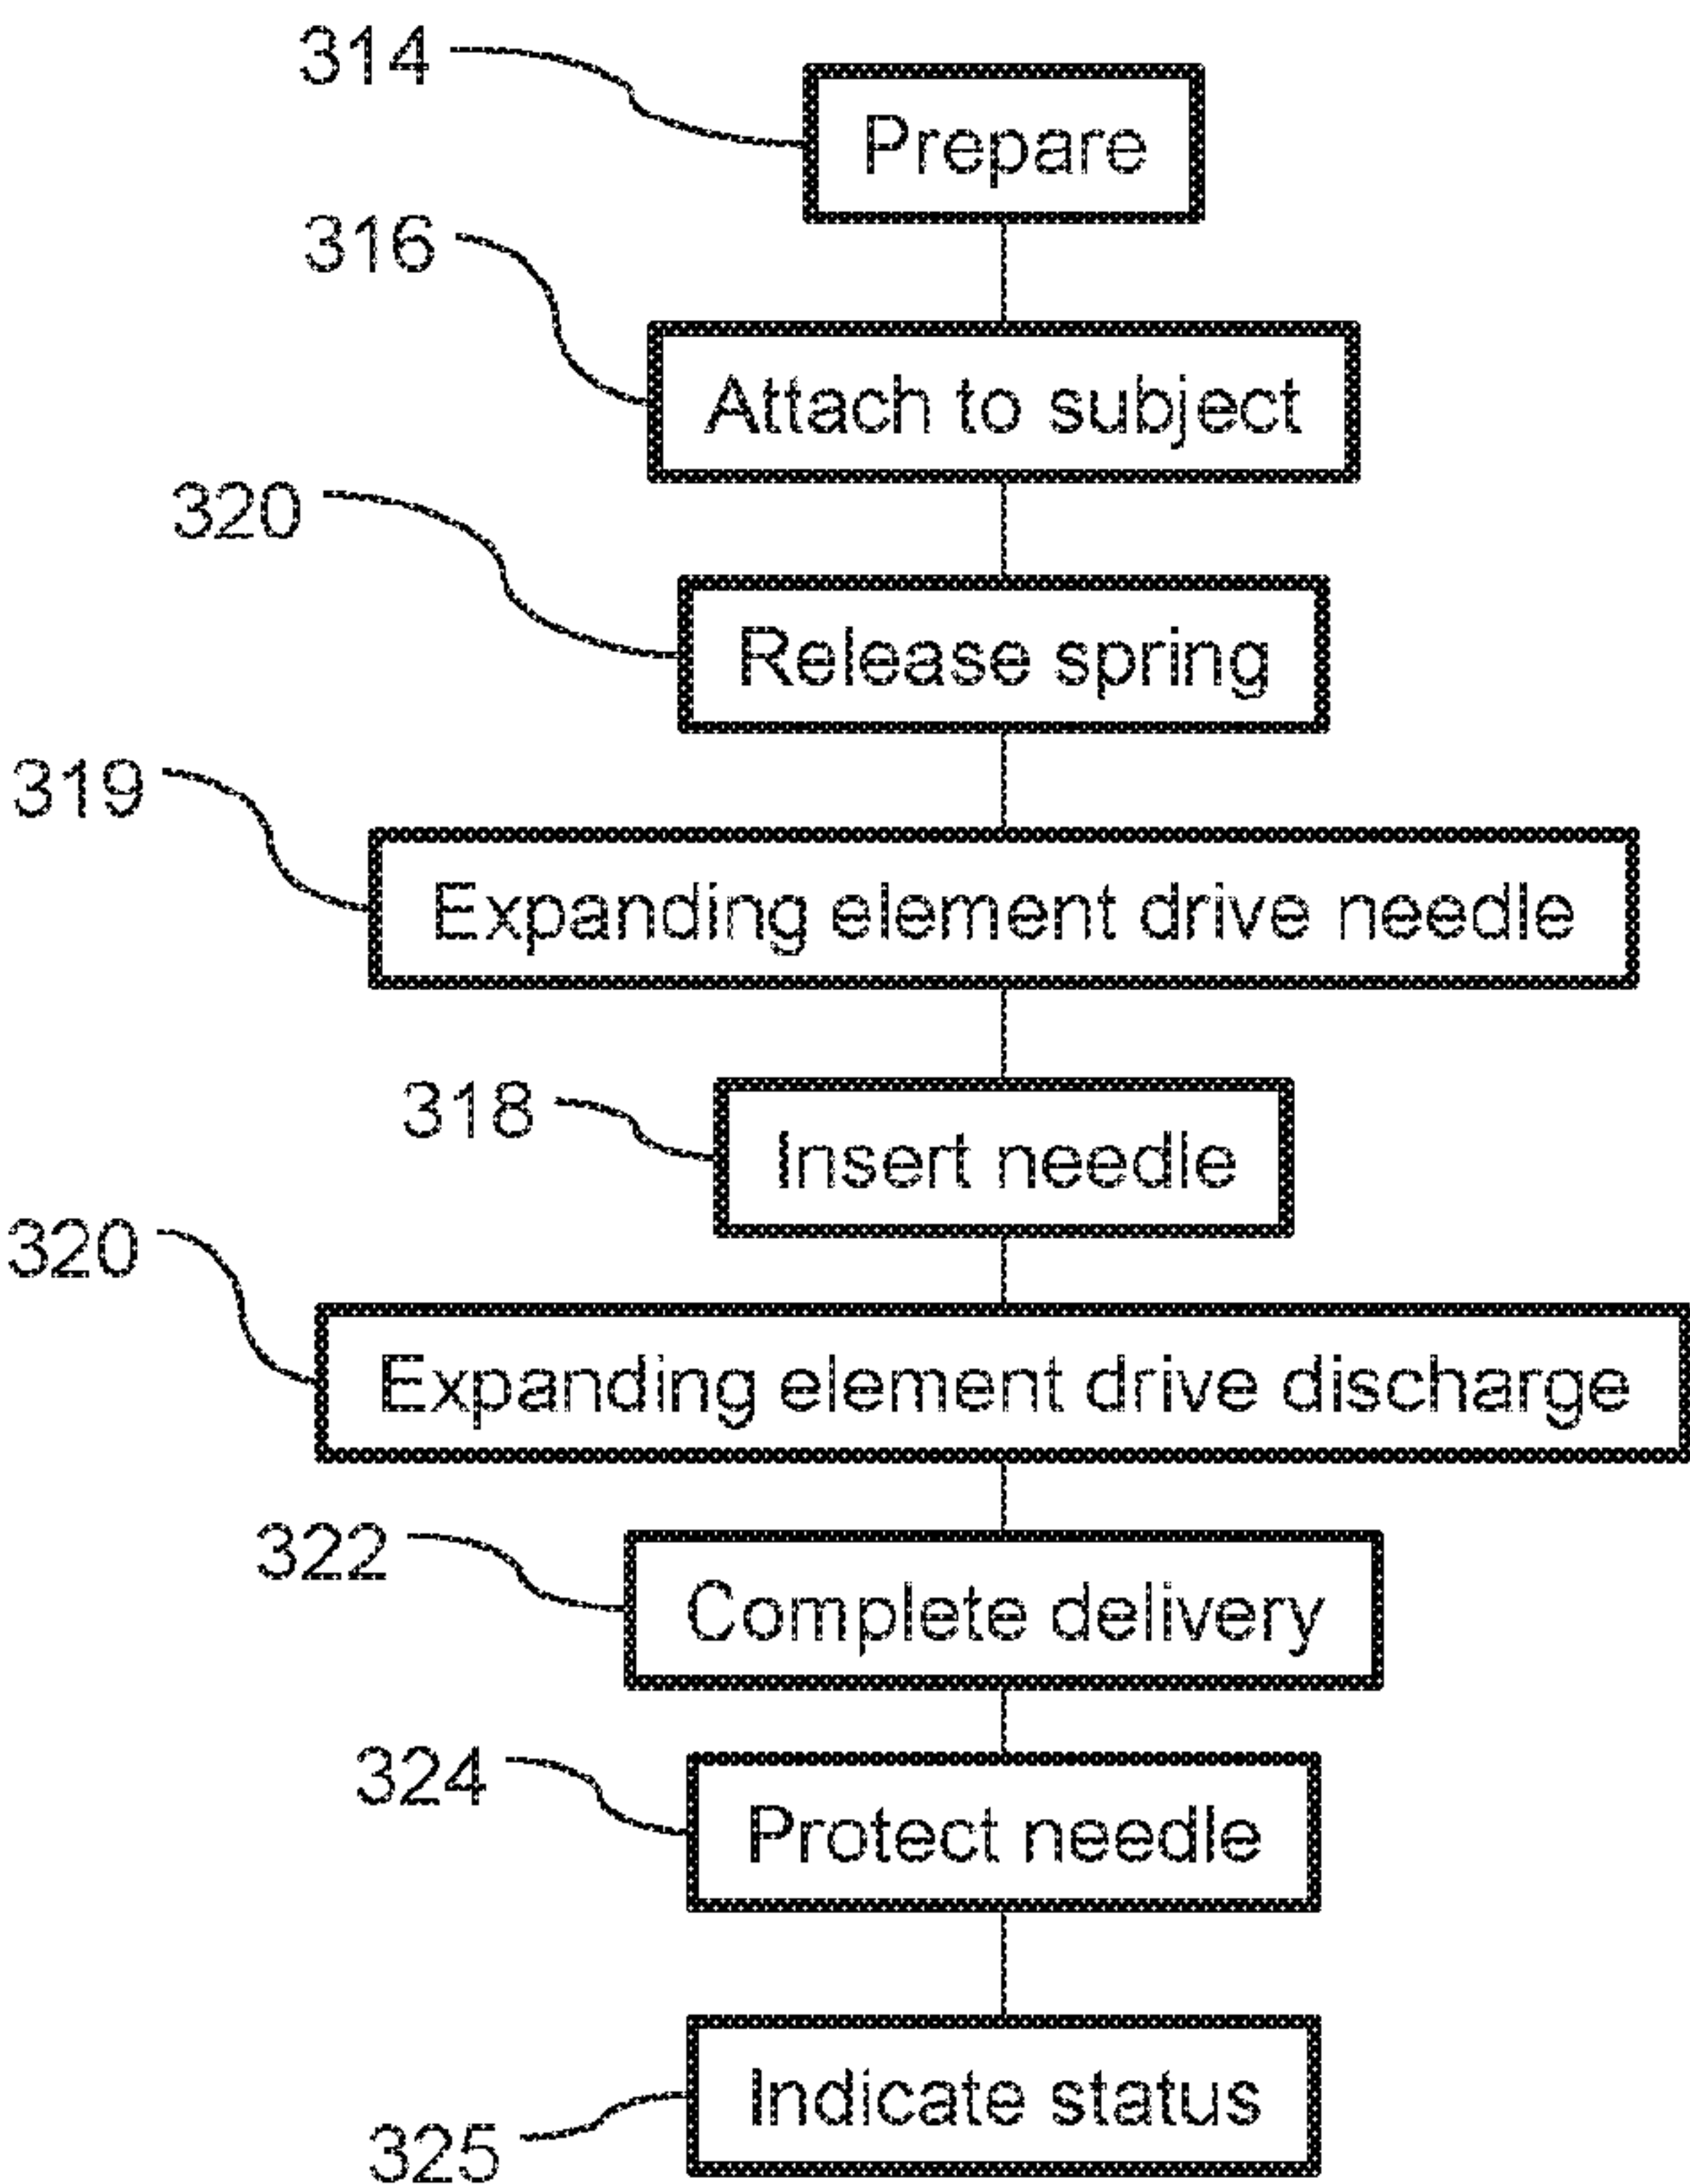 314
Prepare
316
Attach to subject
320
Release spring
319
Expanding element drive needle
318
Insert needle
320
Expanding element drive discharge
322
Complete delivery
324
Protect needle
Indicate status
325